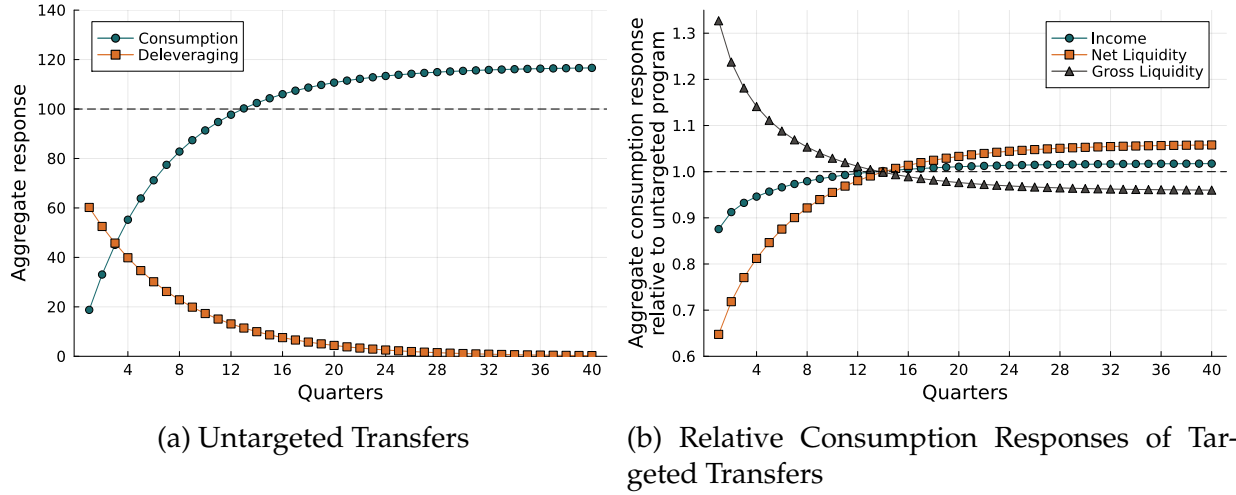 Aggregate response
140
120
100
80
60
40
20
0
Consumption
Deleveraging
4 8 12 16 20 24 28 32 36 40
Quarters
(a) Untargeted Transfers
Aggregate consumption response
relative to untargeted program
1.3
1.2
1.1
1.0
0.9
0.8
0.7
0.6
Income
Net Liquidity
Gross Liquidity
4 8 12 16 20 24 28 32 36 40
Quarters
(b) Relative Consumption Responses of Tar-
geted Transfers